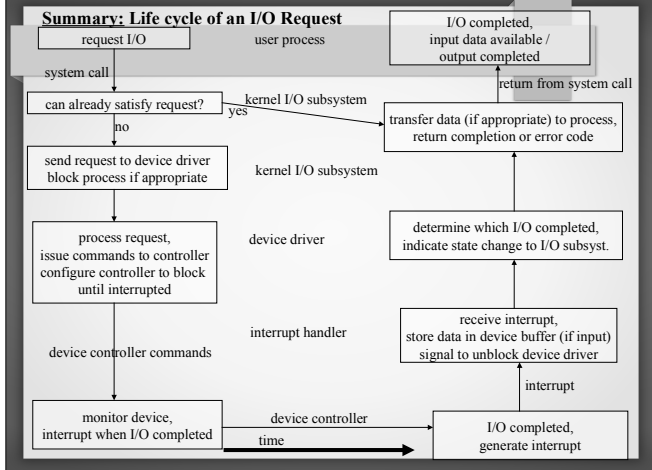 Summary: Life cycle of an I/O Request
request I/O
user process
I/O completed,
input data available /
output completed
system call
return from system call
can already satisfy request?
yes
kernel I/O subsystem
transfer data (if appropriate) to process,
return completion or error code
no
send request to device driver
block process if appropriate
kernel I/O subsystem
process request,
issue commands to controller
configure controller to block
until interrupted
device driver
determine which I/O completed,
indicate state change to I/O subsyst.
interrupt handler
receive interrupt,
store data in device buffer (if input)
signal to unblock device driver
device controller commands
interrupt
monitor device,
interrupt when I/O completed
device controller
time
I/O completed,
generate interrupt